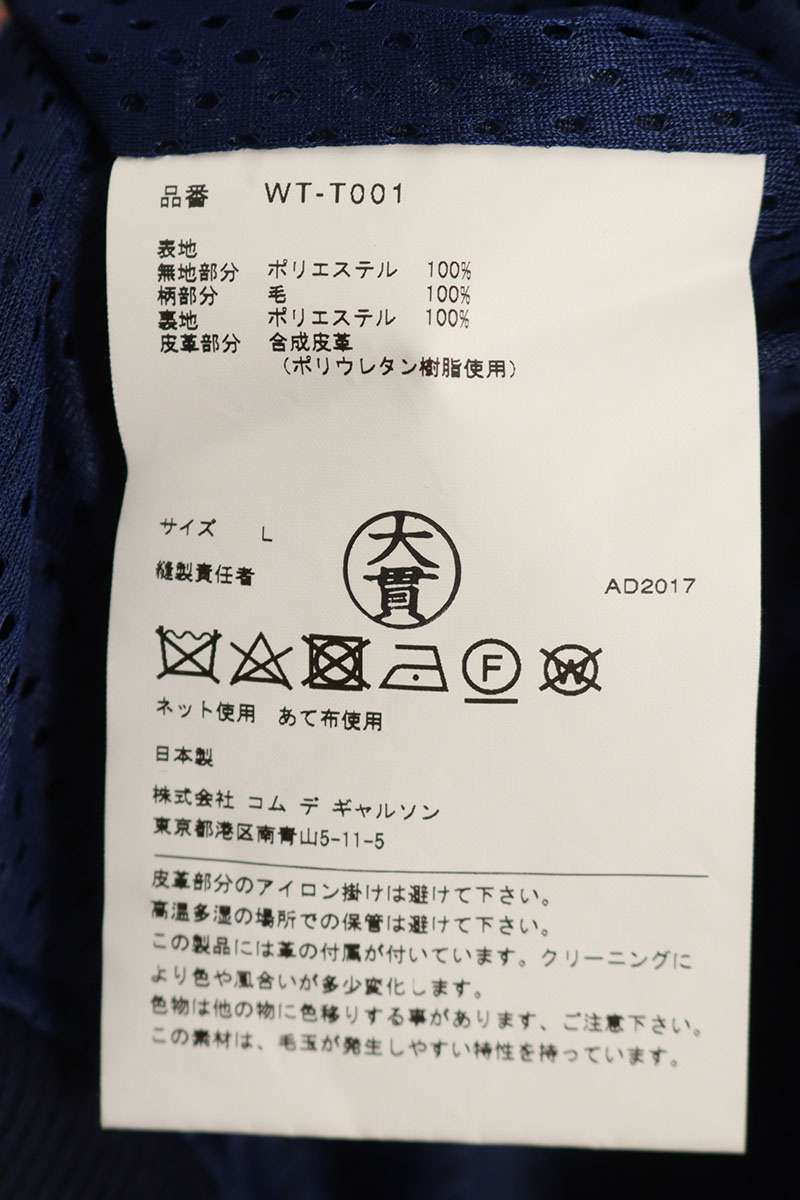 品番 WT-T001
表地
無地部分 ポリエステル 100%
柄部分 毛 100%
裏地 ポリエステル 100%
皮革部分 合成皮革
(ポリウレタン樹脂使用)
サイズ L
大貫
縫製責任者
AD2017
F
W
ネット使用 あて布使用
日本製
株式会社 コム デ ギャルソン
東京都港区南青山5-11-5
皮革部分のアイロン掛けは避けて下さい。
高温多湿の場所での保管は避けて下さい。
この製品には革の付属が付いています。クリーニングに
より色や風合いが多少変化します。
色物は他の物に色移りする事があります、ご注意下さい。
この素材は、毛玉が発生しやすい特性を持っています。